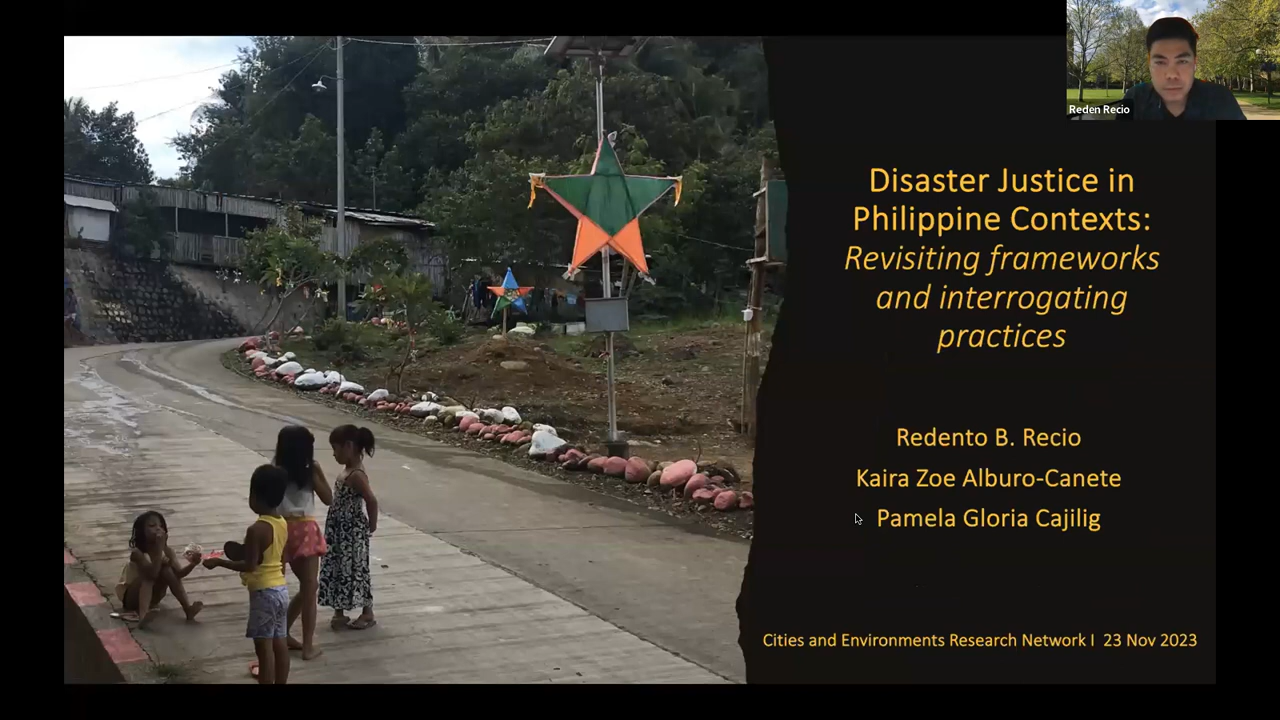 Reden Recio
Disaster Justice in
Philippine Contexts:
Revisiting frameworks
and interrogating
practices
Redento B. Recio
Kaira Zoe Alburo-Canete
Pamela Gloria Cajilig
Cities and Environments Research Network I 23 Nov 2023